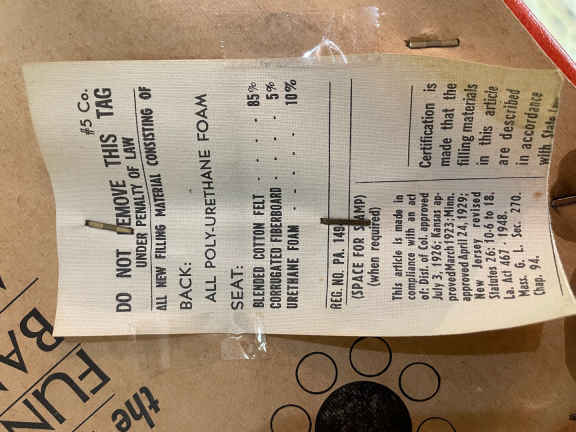 #5 Co.
DO NOT REMOVE THIS TAG
UNDER PENALTY OF LAW
ALL NEW FILLING MATERIAL CONSISTING OF
BACK:
ALL POLY-URETHANE FOAM
SEAT:
BLENDED COTTON FELT . . . . 85%
CORRUGATED FIBERBOARD . . 5%
URETHANE FOAM . . . . 10%
REG. NO. PA. 149
(SPACE FOR STAMP)
(when required)
This article is made in
compliance with an act
of: Dist. of Col. approved
July 3, 1926; Kansas ap-
proved March 1923; Minn.
approved April 24, 1929;
New Jersey revised
Statutes 26: 10-6 to 18.
La. Act 467 - 1948.
Mass. G. L. Sec. 270.
Chap. 94.
Certification is
made that the
filling materials
in this article
are described
in accordance
with State Law
the
FUN
BA